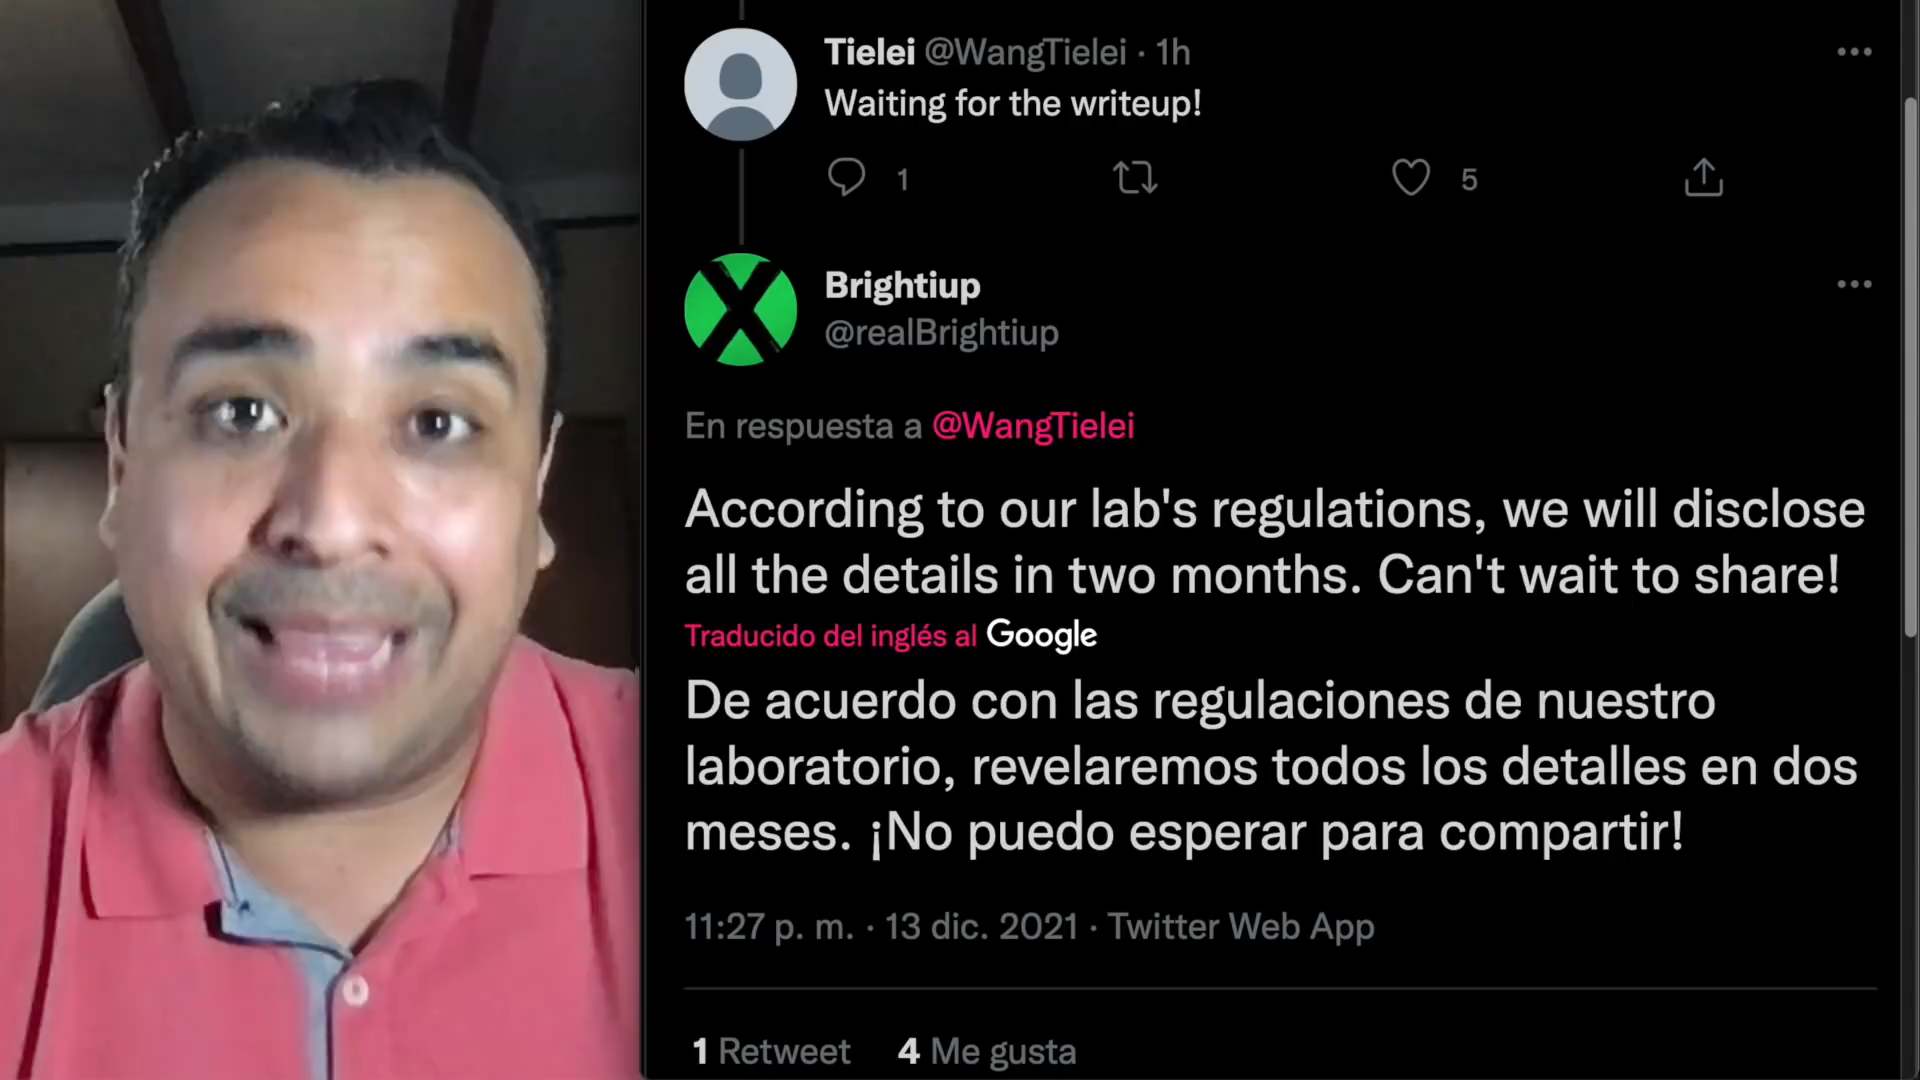 Tielei @WangTielei · 1h
Waiting for the writeup!
1
5
Brightiup
@realBrightiup
En respuesta a @WangTielei
According to our lab's regulations, we will disclose
all the details in two months. Can't wait to share!
Traducido del inglés al Google
De acuerdo con las regulaciones de nuestro
laboratorio, revelaremos todos los detalles en dos
meses. ¡No puedo esperar para compartir!
11:27 p. m. · 13 dic. 2021 · Twitter Web App
1 Retweet 4 Me gusta